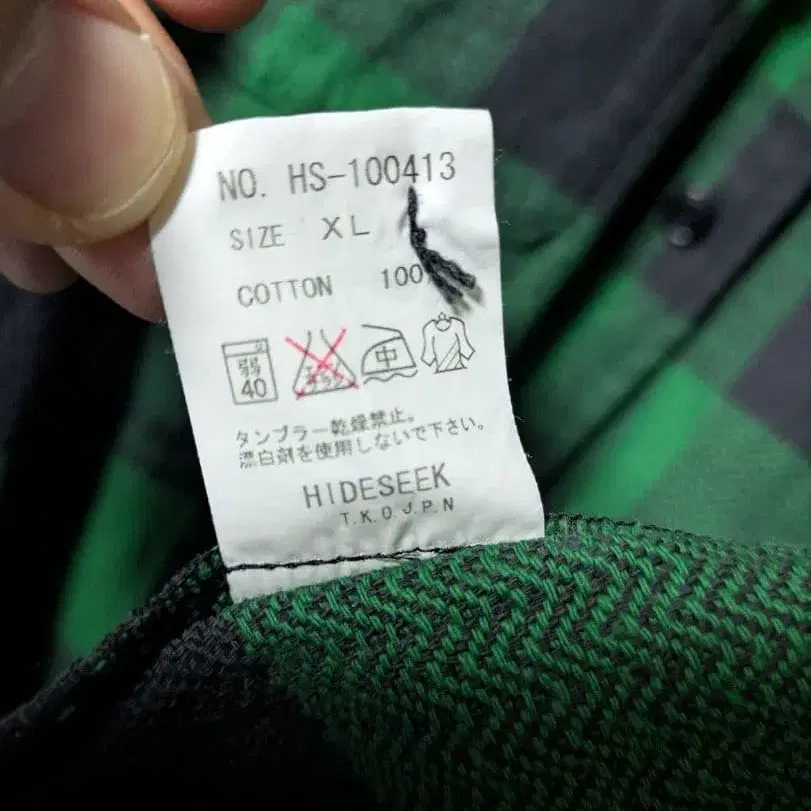 NO. HS-100413
SIZE XL
COTTON 100
弱 中
40
タンブラー乾燥禁止。
漂白剤を使用しないで下さい。
HIDESEEK
T.K.O.J.P.N